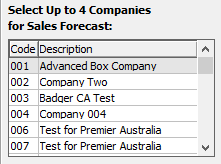 Select Up to 4 Companies
for Sales Forecast:
Code Description
001 Advanced Box Company
002 Company Two
003 Badger CA Test
004 Company 004
006 Test for Premier Australia
007 Test for Premier Australia